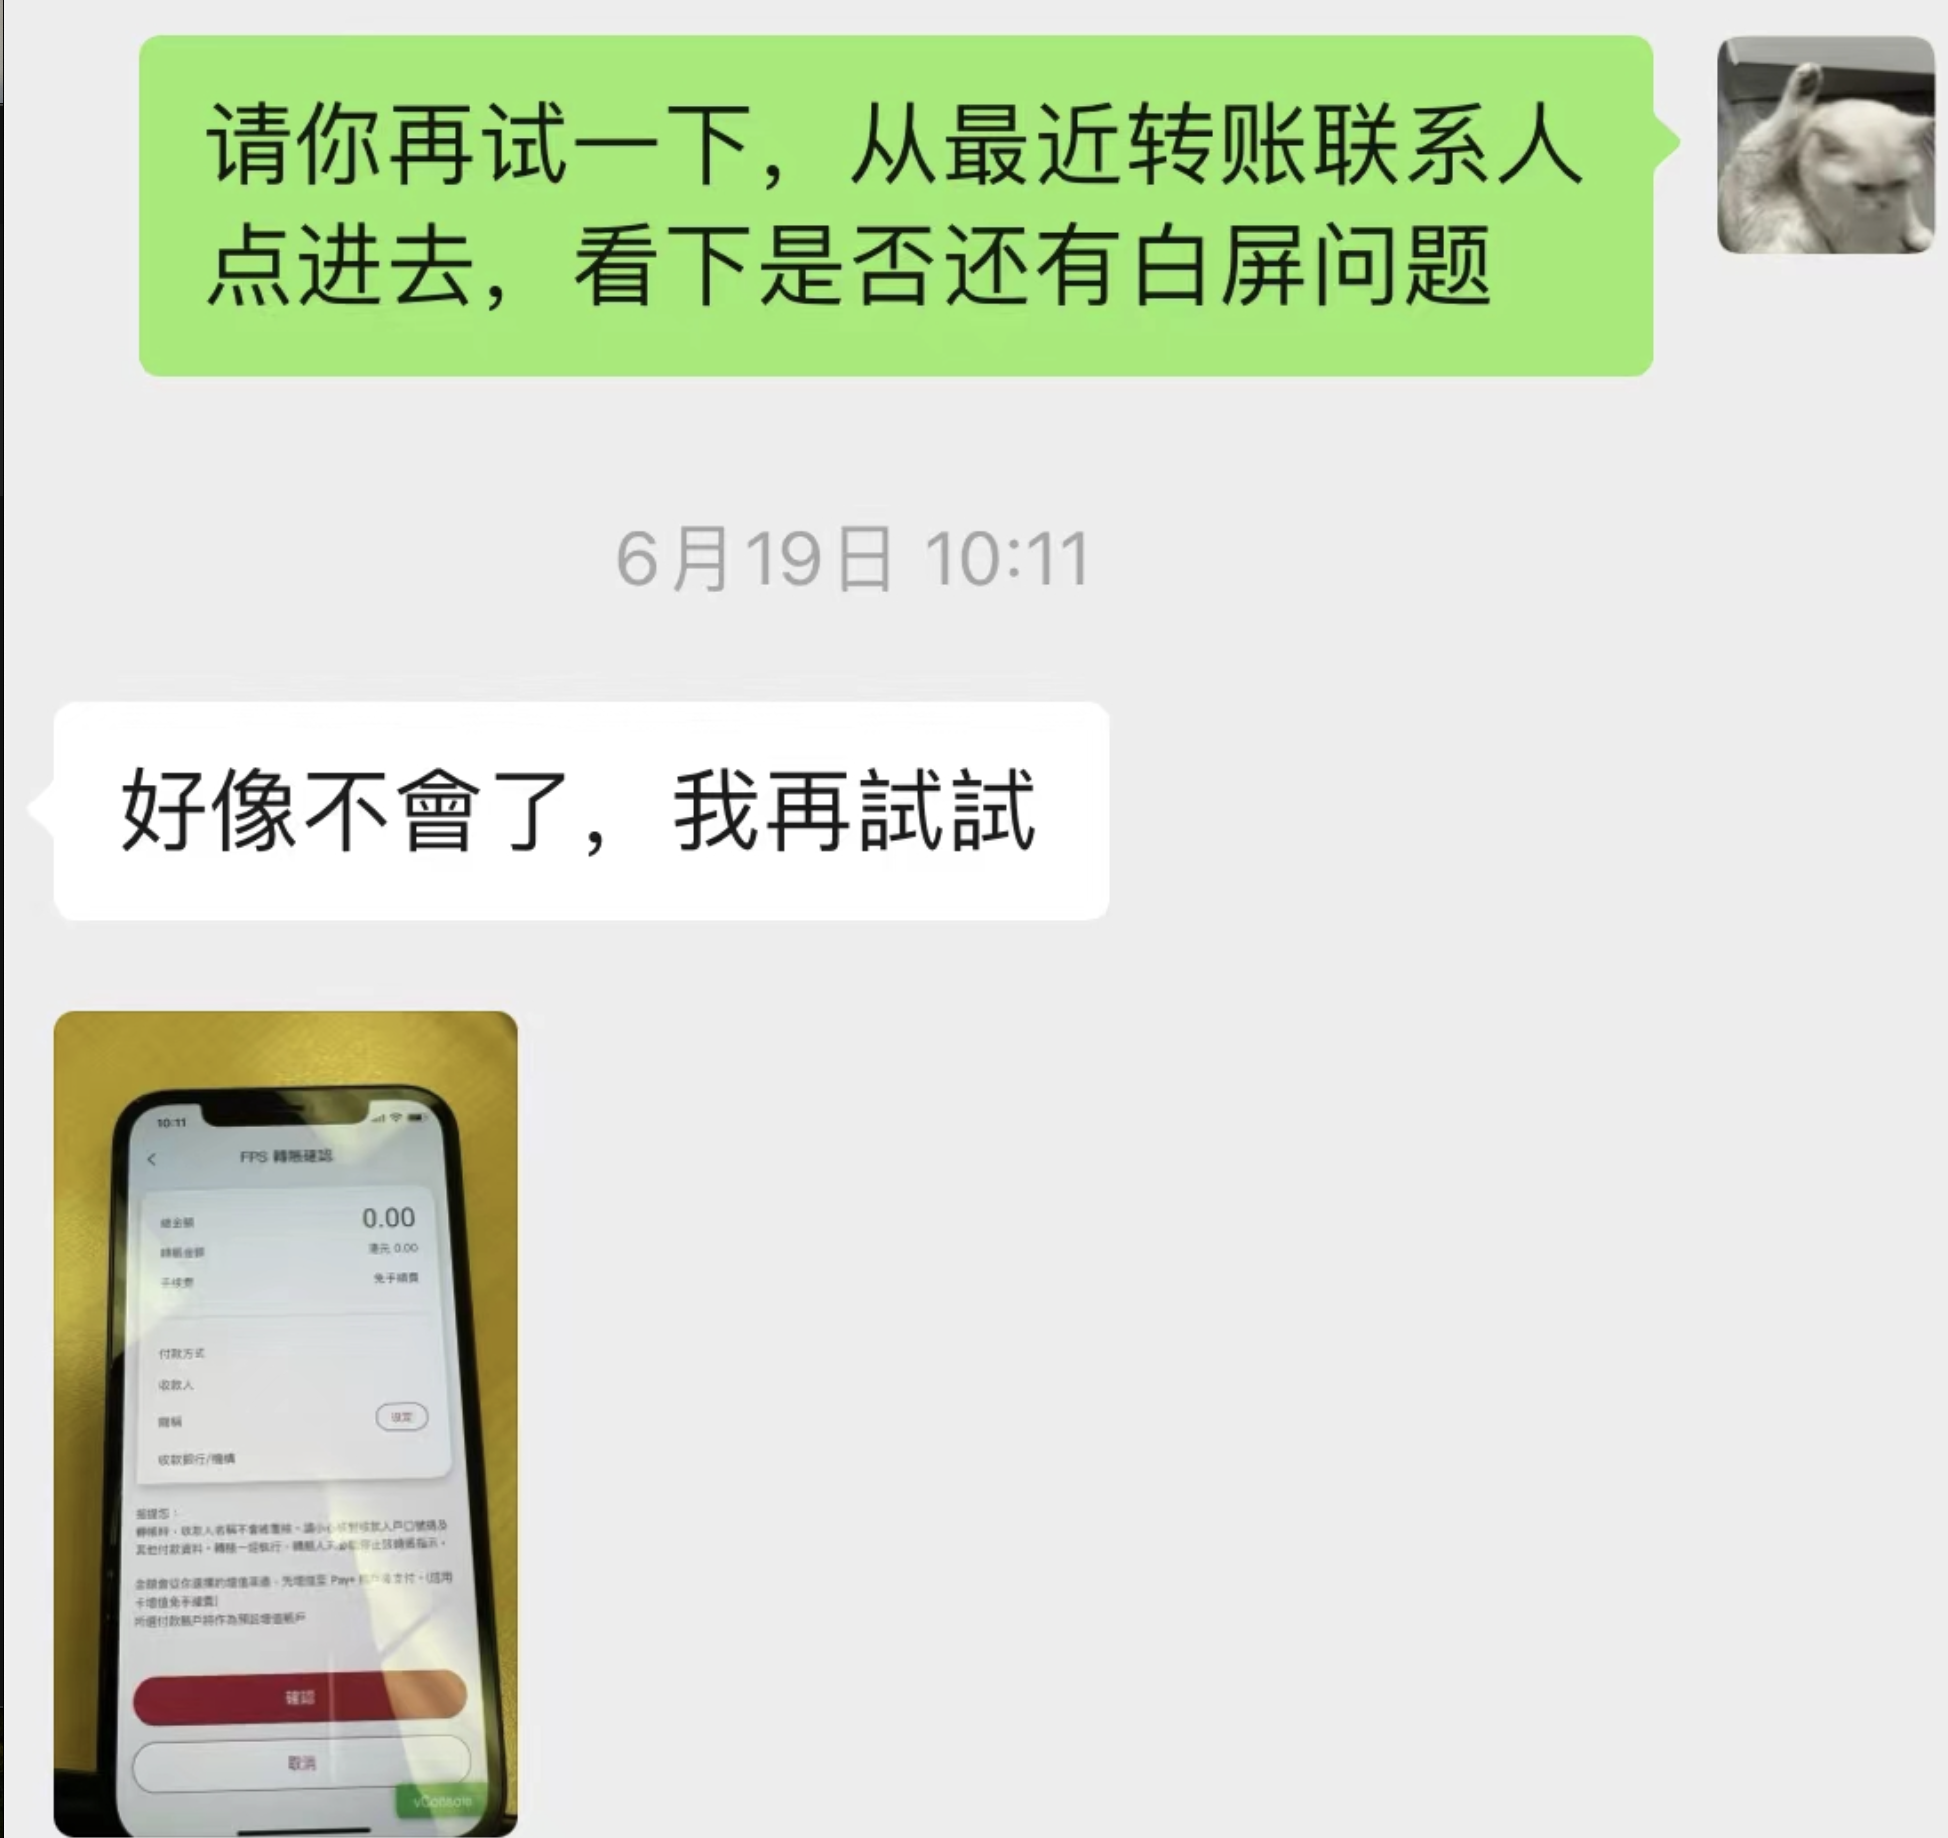 请你再试一下，从最近转账联系人
点进去，看下是否还有白屏问题
6月19日 10:11
好像不會了，我再試試
10:11
FPS 轉賬確認
總金額 0.00
轉賬金額 港元 0.00
手續費 免手續費
付款方式
收款人
設定
收款銀行/機構
確認
取消
vConsole